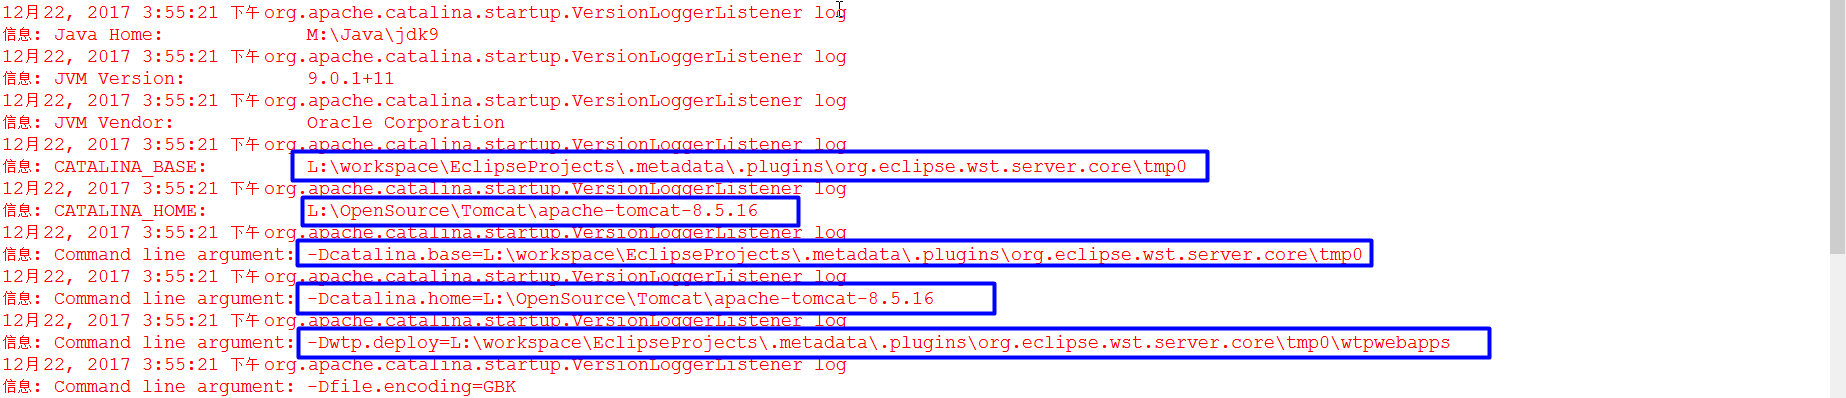 12月22, 2017 3:55:21 下午 org.apache.catalina.startup.VersionLoggerListener log
信息: Java Home:             M:\Java\jdk9
12月22, 2017 3:55:21 下午 org.apache.catalina.startup.VersionLoggerListener log
信息: JVM Version:           9.0.1+11
12月22, 2017 3:55:21 下午 org.apache.catalina.startup.VersionLoggerListener log
信息: JVM Vendor:            Oracle Corporation
12月22, 2017 3:55:21 下午 org.apache.catalina.startup.VersionLoggerListener log
信息: CATALINA_BASE:         L:\workspace\EclipseProjects\.metadata\.plugins\org.eclipse.wst.server.core\tmp0
12月22, 2017 3:55:21 下午 org.apache.catalina.startup.VersionLoggerListener log
信息: CATALINA_HOME:         L:\OpenSource\Tomcat\apache-tomcat-8.5.16
12月22, 2017 3:55:21 下午 org.apache.catalina.startup.VersionLoggerListener log
信息: Command line argument: -Dcatalina.base=L:\workspace\EclipseProjects\.metadata\.plugins\org.eclipse.wst.server.core\tmp0
12月22, 2017 3:55:21 下午 org.apache.catalina.startup.VersionLoggerListener log
信息: Command line argument: -Dcatalina.home=L:\OpenSource\Tomcat\apache-tomcat-8.5.16
12月22, 2017 3:55:21 下午 org.apache.catalina.startup.VersionLoggerListener log
信息: Command line argument: -Dwtp.deploy=L:\workspace\EclipseProjects\.metadata\.plugins\org.eclipse.wst.server.core\tmp0\wtpwebapps
12月22, 2017 3:55:21 下午 org.apache.catalina.startup.VersionLoggerListener log
信息: Command line argument: -Dfile.encoding=GBK